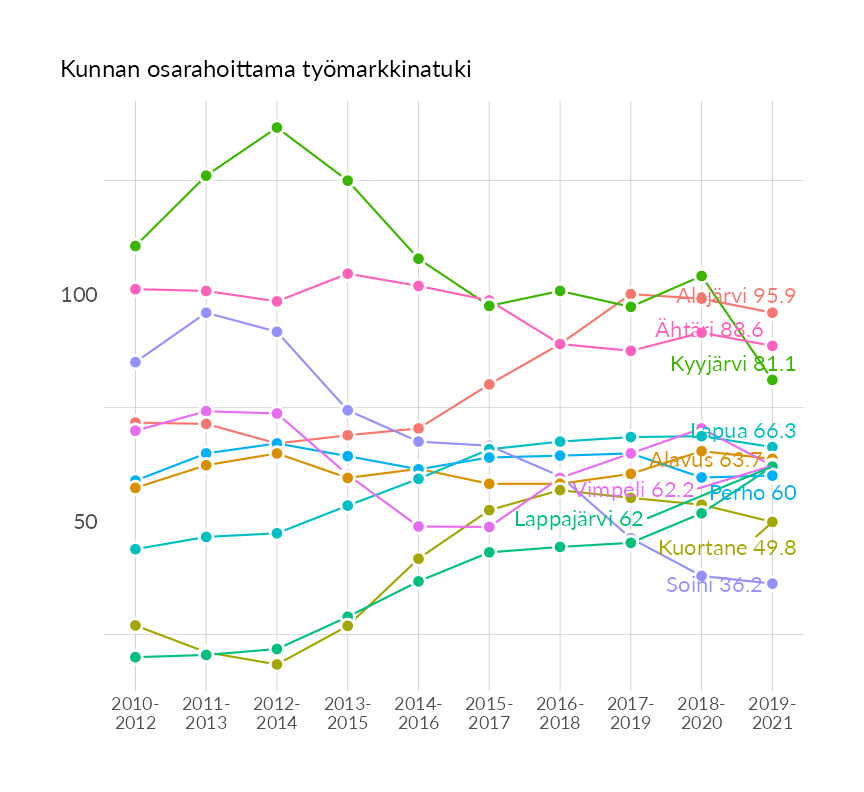 Kunnan osarahoittama työmarkkinatuki
100
50
Alajärvi 95.9
Ähtäri 88.6
Kyyjärvi 81.1
Lapua 66.3
Alavus 63.7
Vimpeli 62.2
Perho 60
Lappajärvi 62
Kuortane 49.8
Soini 36.2
2010-
2012
2011-
2013
2012-
2014
2013-
2015
2014-
2016
2015-
2017
2016-
2018
2017-
2019
2018-
2020
2019-
2021